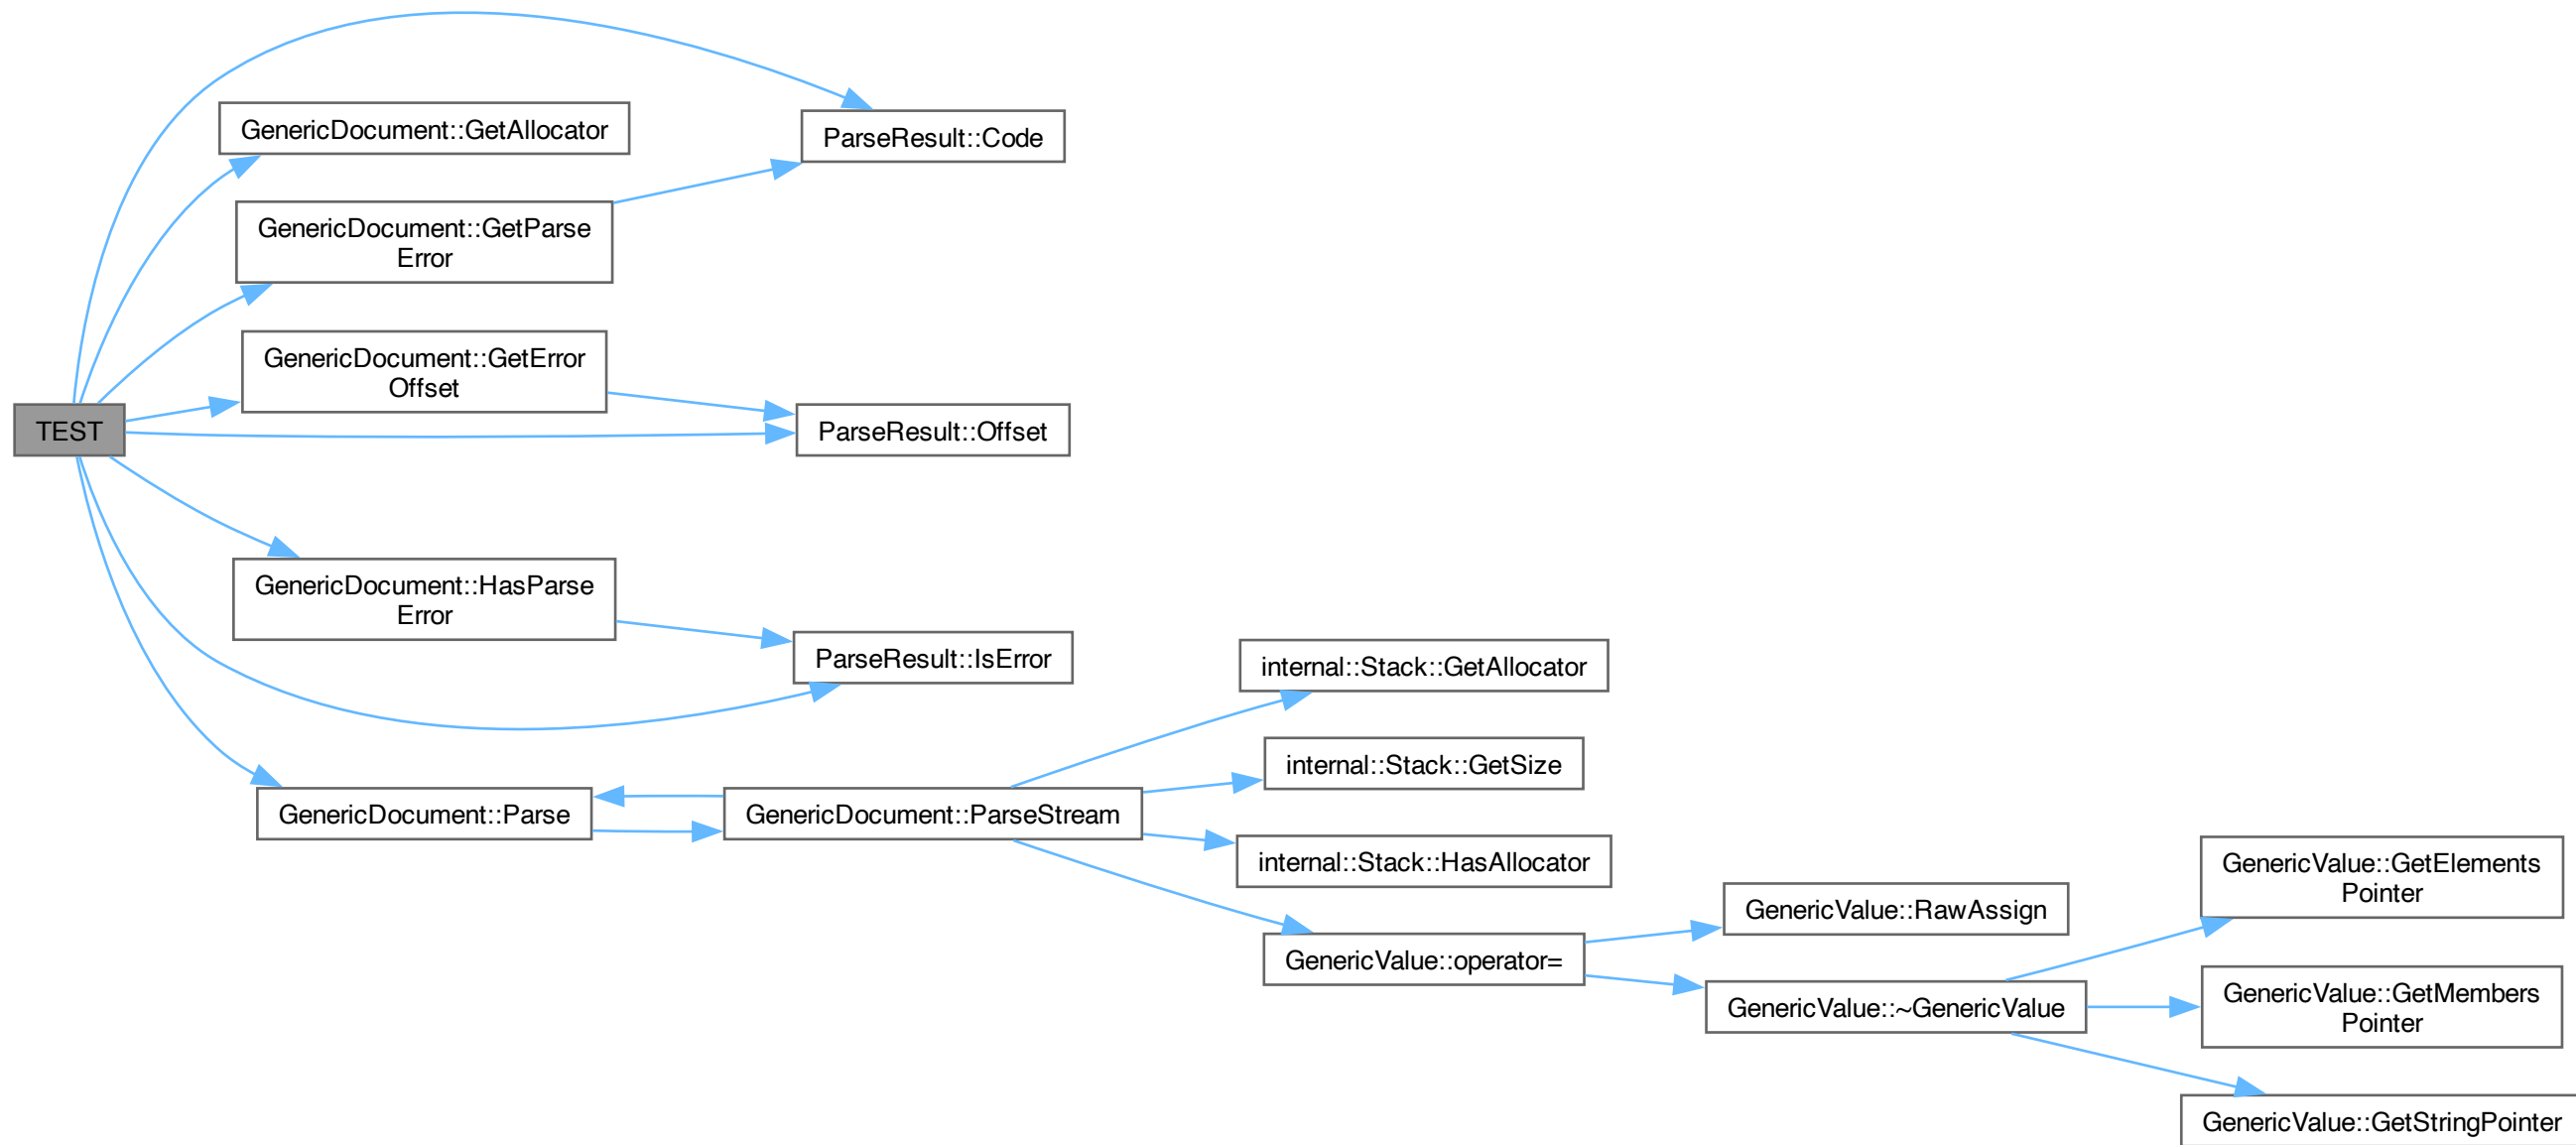 TEST
GenericDocument::GetAllocator
GenericDocument::GetParse
Error
GenericDocument::GetError
Offset
GenericDocument::HasParse
Error
GenericDocument::Parse
ParseResult::Code
ParseResult::Offset
ParseResult::IsError
GenericDocument::ParseStream
internal::Stack::GetAllocator
internal::Stack::GetSize
internal::Stack::HasAllocator
GenericValue::operator=
GenericValue::RawAssign
GenericValue::~GenericValue
GenericValue::GetElements
Pointer
GenericValue::GetMembers
Pointer
GenericValue::GetStringPointer